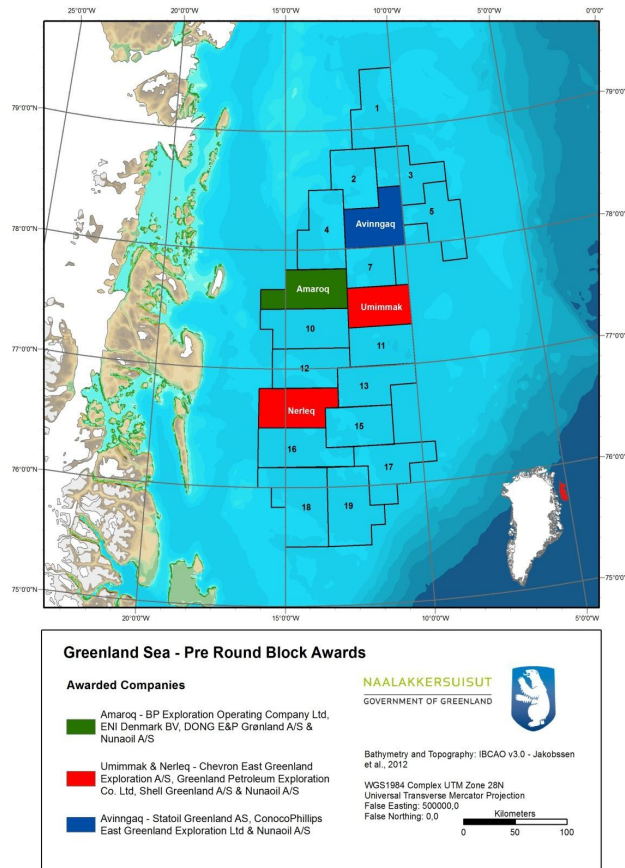 25°0'0"W 20°0'0"W 15°0'0"W 10°0'0"W 5°0'0"W 0°0'0"
79°0'0"N
79°0'0"N
78°0'0"N
78°0'0"N
77°0'0"N
77°0'0"N
76°0'0"N
76°0'0"N
75°0'0"N
75°0'0"N
1
2
3
5
4
Avinngaq
7
Amaroq
Umimmak
10
11
12
13
Nerleq
15
16
17
18
19
20°0'0"W 15°0'0"W 10°0'0"W 5°0'0"W
Greenland Sea - Pre Round Block Awards
Awarded Companies
Amaroq - BP Exploration Operating Company Ltd,
ENI Denmark BV, DONG E&P Grønland A/S &
Nunaoil A/S
Umimmak & Nerleq - Chevron East Greenland
Exploration A/S, Greenland Petroleum Exploration
Co. Ltd, Shell Greenland A/S & Nunaoil A/S
Avinngaq - Statoil Greenland AS, ConocoPhillips
East Greenland Exploration Ltd & Nunaoil A/S
NAALAKKERSUISUT
GOVERNMENT OF GREENLAND
Bathymetry and Topography: IBCAO v3.0 - Jakobssen
et al., 2012
WGS1984 Complex UTM Zone 28N
Universal Transverse Mercator Projection
False Easting: 500000,0
False Northing: 0,0
Kilometers
0 50 100